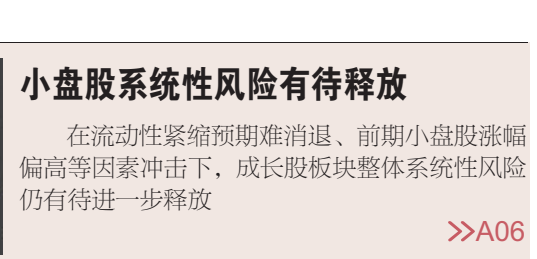 小盘股系统性风险有待释放
在流动性紧缩预期难消退、前期小盘股涨幅
偏高等因素冲击下，成长股板块整体系统性风险
仍有待进一步释放
>>A06